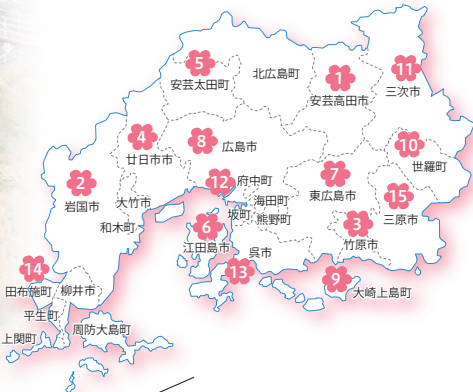 5
安芸太田町
北広島町
1
安芸高田市
11
三次市
4
廿日市市
8
広島市
10
世羅町
2
岩国市
12
府中町
7
東広島市
15
三原市
大竹市
海田町
坂町
熊野町
和木町
6
江田島市
3
竹原市
呉市
13
9
大崎上島町
14
田布施町
柳井市
平生町
周防大島町
上関町